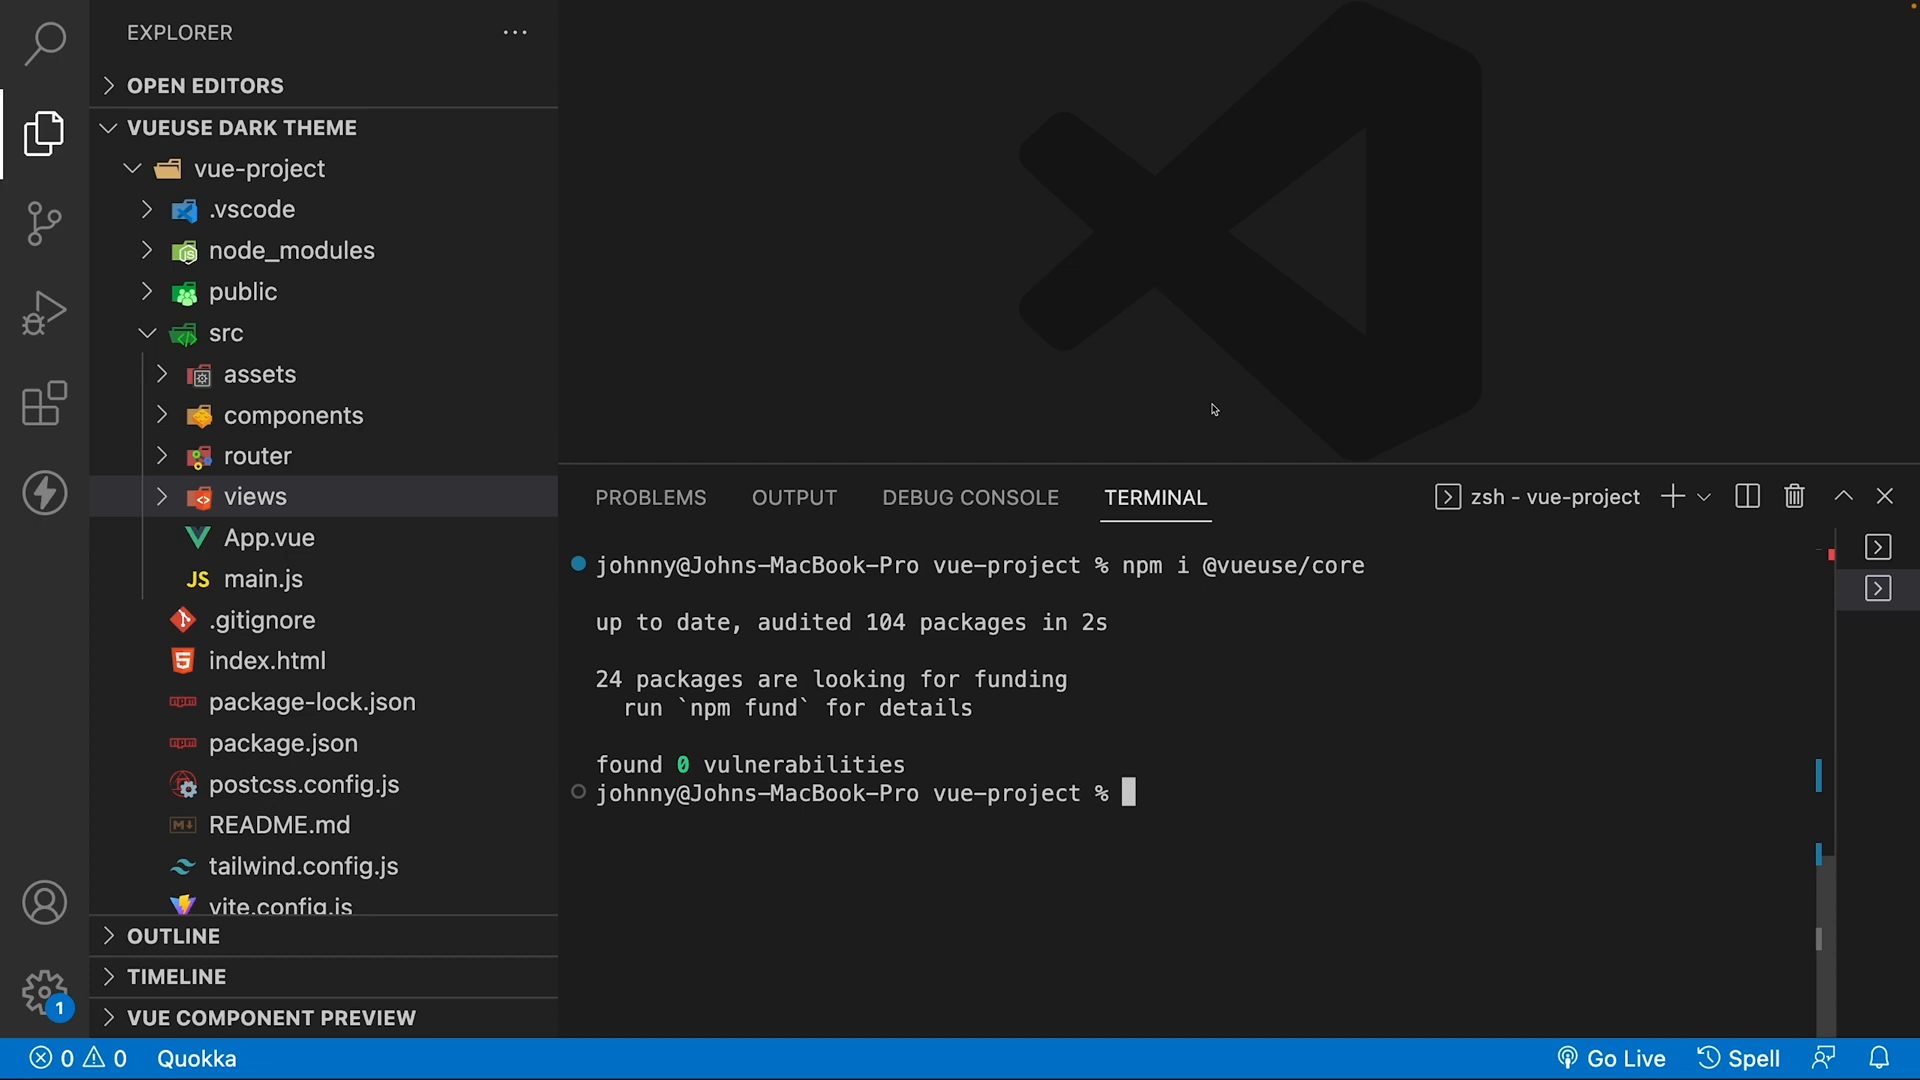 EXPLORER
OPEN EDITORS
VUEUSE DARK THEME
vue-project
.vscode
node_modules
public
src
assets
components
router
views
App.vue
JS main.js
.gitignore
index.html
package-lock.json
package.json
postcss.config.js
README.md
tailwind.config.js
vite.config.js
OUTLINE
TIMELINE
VUE COMPONENT PREVIEW
PROBLEMS OUTPUT DEBUG CONSOLE TERMINAL zsh - vue-project
johnny@Johns-MacBook-Pro vue-project % npm i @vueuse/core
up to date, audited 104 packages in 2s
24 packages are looking for funding
run `npm fund` for details
found 0 vulnerabilities
johnny@Johns-MacBook-Pro vue-project %
1
0 0 Quokka Go Live Spell